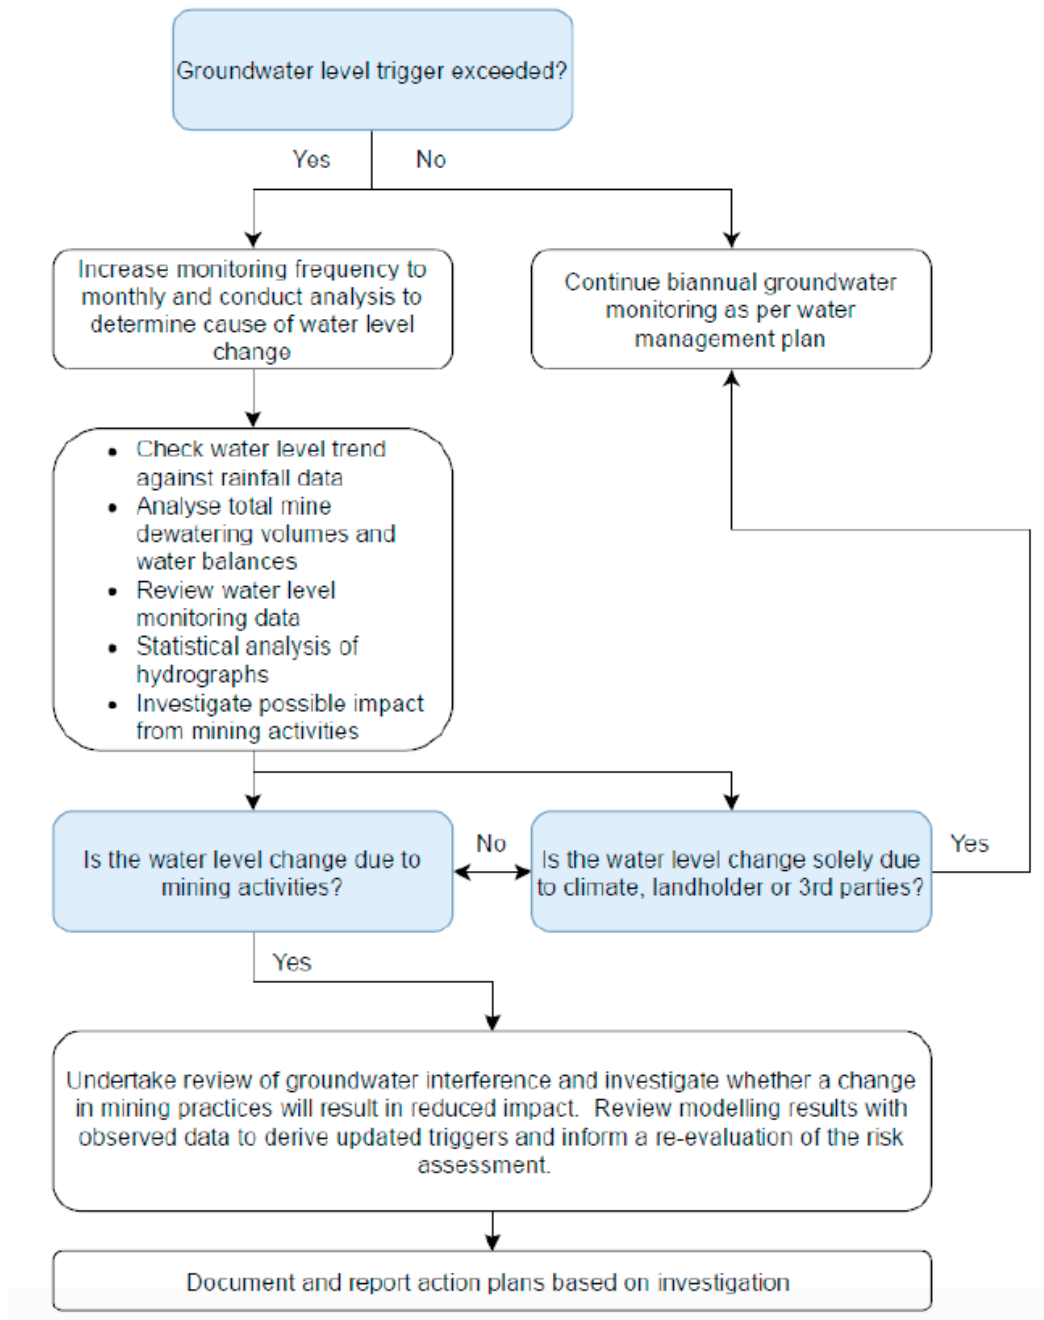 Groundwater level trigger exceeded?
Yes
No
Increase monitoring frequency to
monthly and conduct analysis to
determine cause of water level
change
Continue biannual groundwater
monitoring as per water
management plan
• Check water level trend
against rainfall data
• Analyse total mine
dewatering volumes and
water balances
• Review water level
monitoring data
• Statistical analysis of
hydrographs
• Investigate possible impact
from mining activities
Is the water level change due to
mining activities?
No
Is the water level change solely due
to climate, landholder or 3rd parties?
Yes
Yes
Undertake review of groundwater interference and investigate whether a change
in mining practices will result in reduced impact. Review modelling results with
observed data to derive updated triggers and inform a re-evaluation of the risk
assessment.
Document and report action plans based on investigation